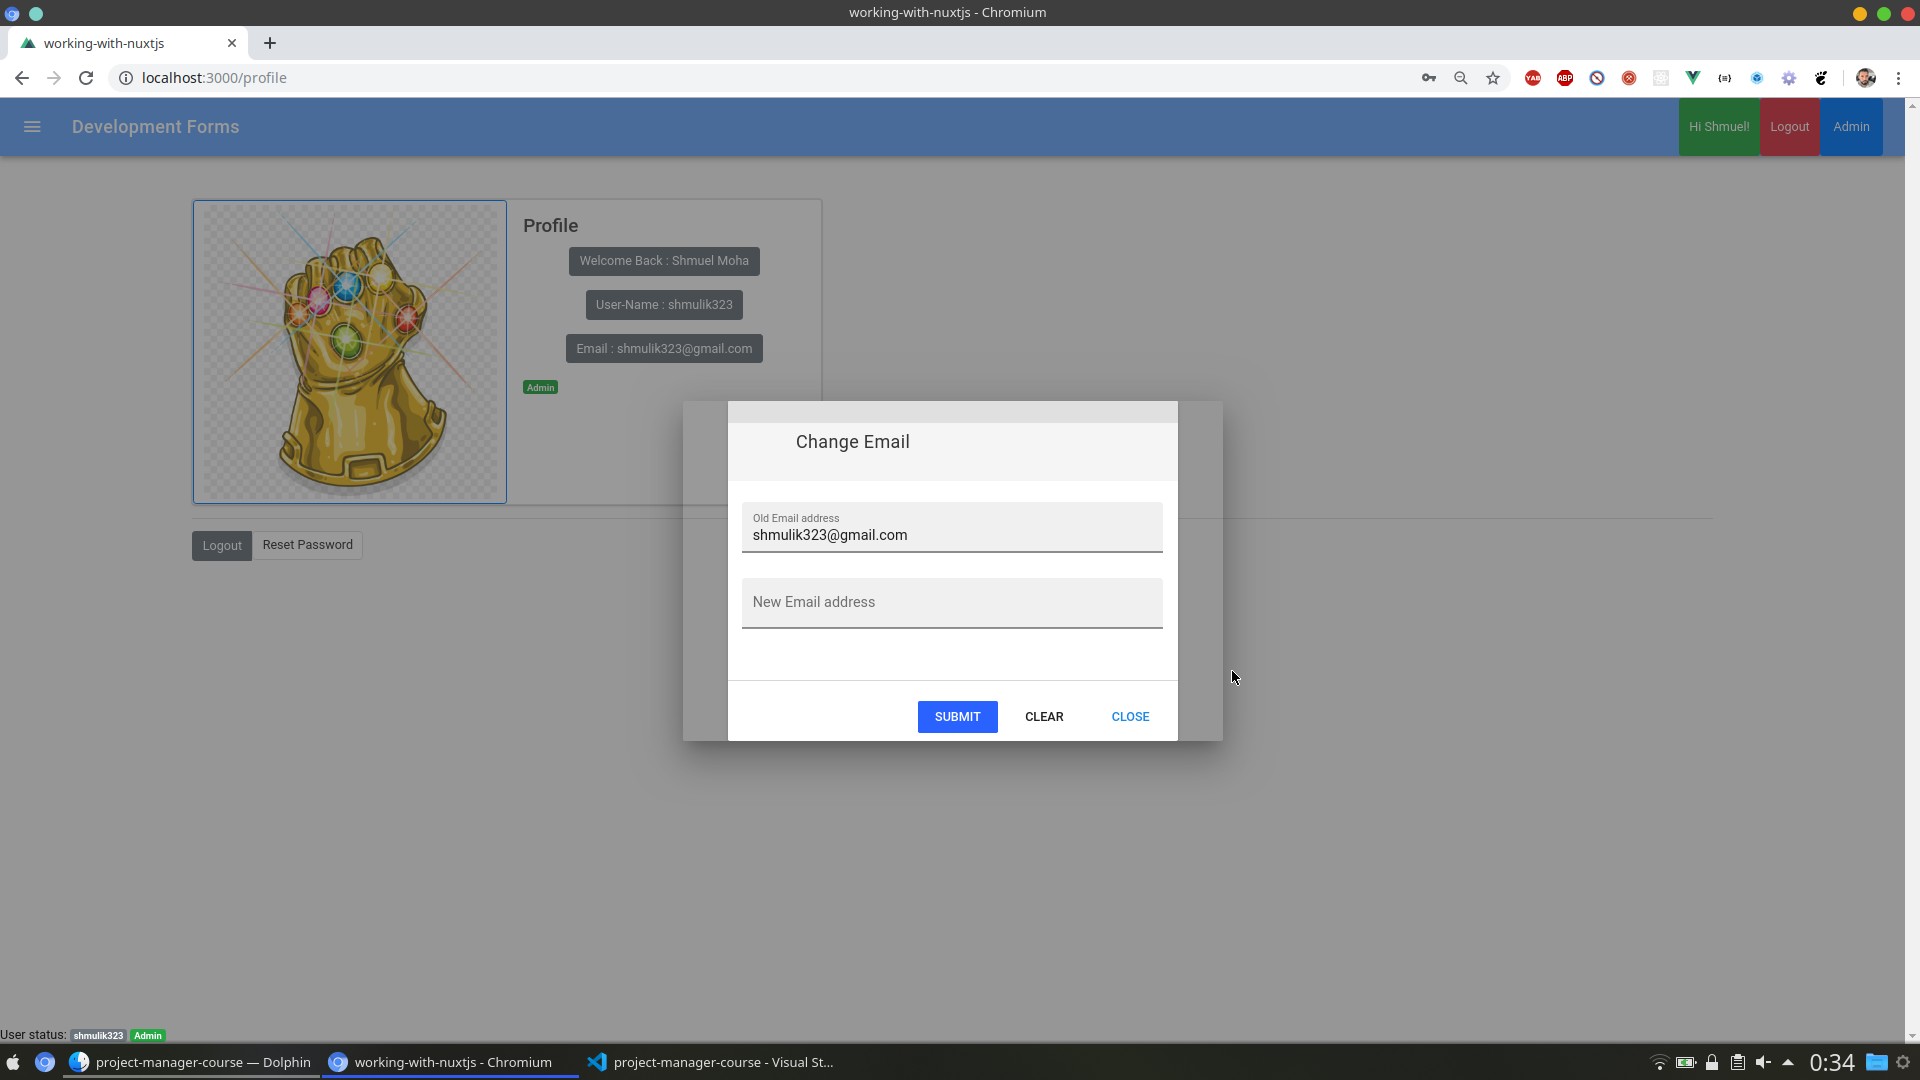 working-with-nuxtjs - Chromium
working-with-nuxtjs
localhost:3000/profile
YAB
ABP
Development Forms
Hi Shmuel!
Logout
Admin
Profile
Welcome Back : Shmuel Moha
User-Name : shmulik323
Email : shmulik323@gmail.com
Admin
Change Email
Old Email address
shmulik323@gmail.com
New Email address
Logout
Reset Password
SUBMIT
CLEAR
CLOSE
User status: shmulik323 Admin
project-manager-course — Dolphin
working-with-nuxtjs - Chromium
project-manager-course - Visual St...
0:34